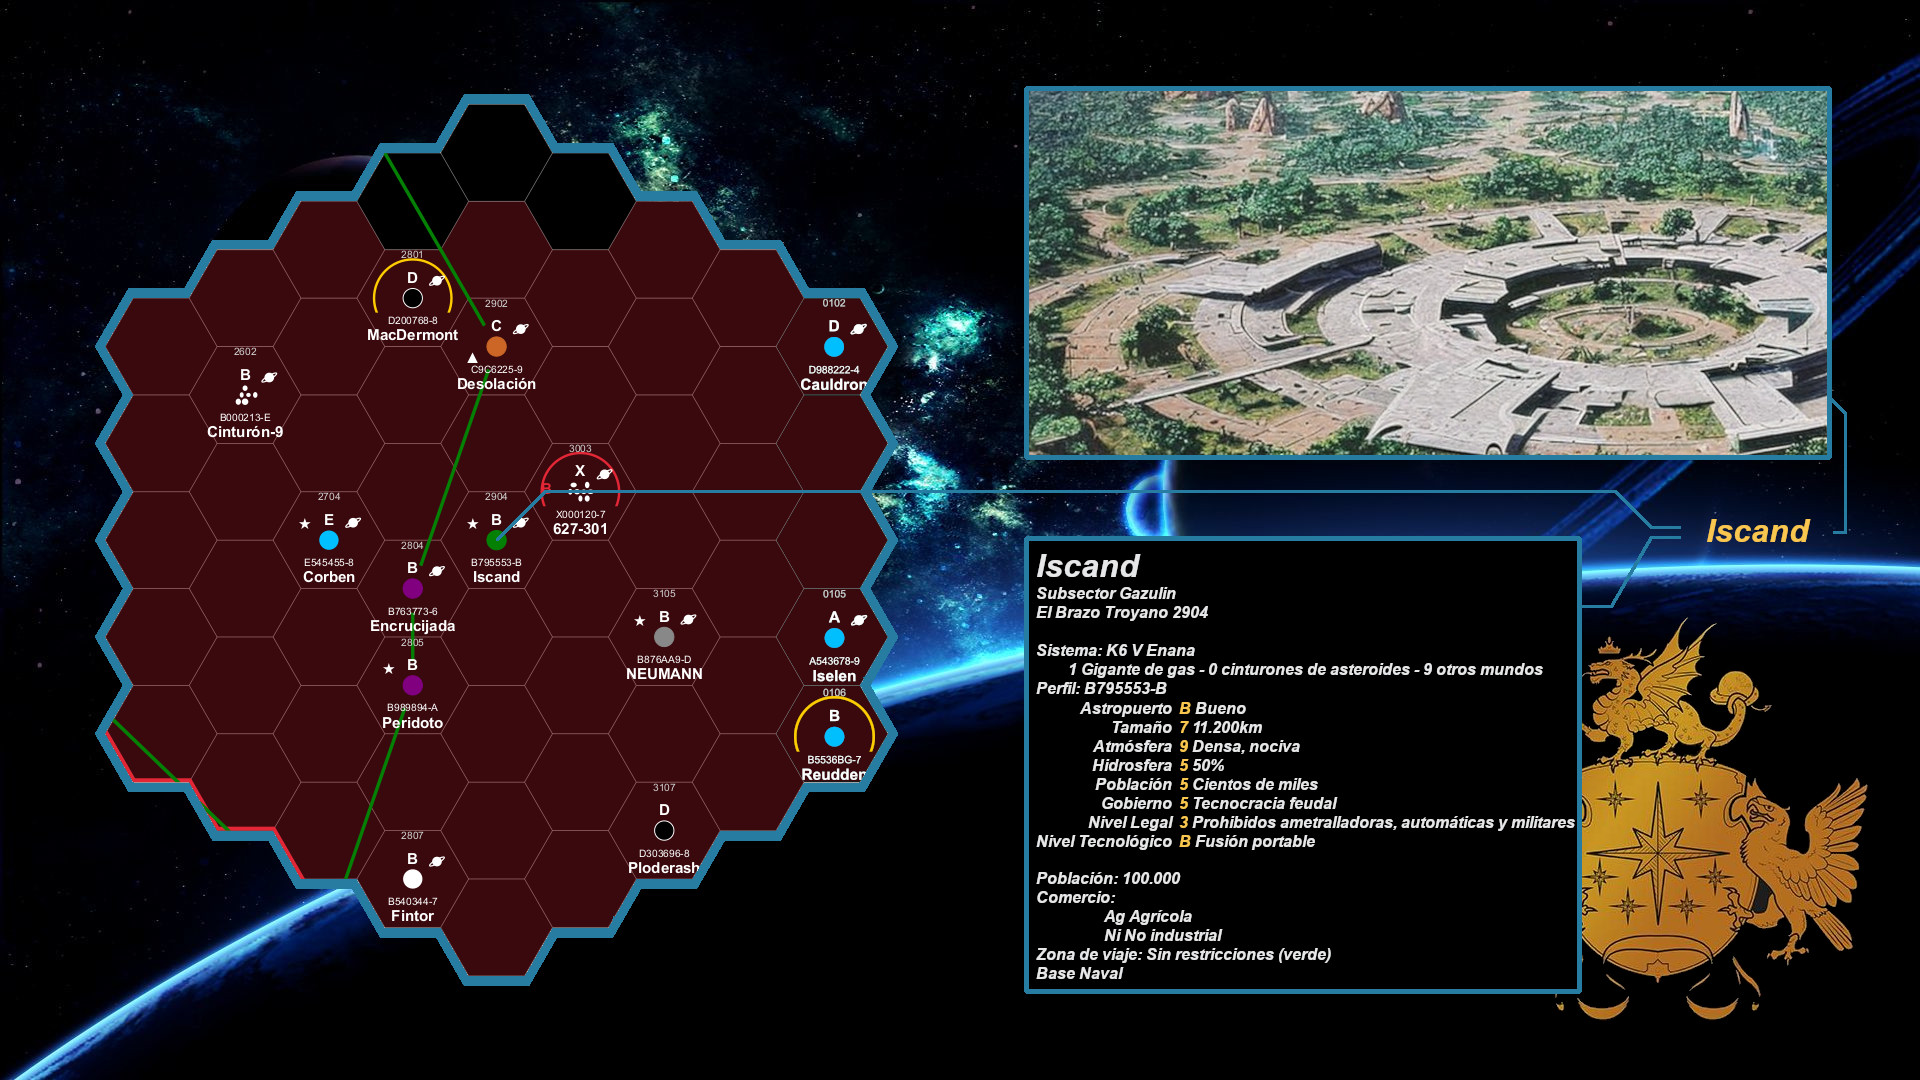 2801
D
D200768-8
MacDermont
2902
C
C9C6225-9
Desolación
0102
D
D988222-4
Cauldron
2602
B
B000213-E
Cinturón-9
3003
X
B
X000120-7
627-301
2704
E
E545455-8
Corben
2904
B
B795553-B
Iscand
2804
B
B763773-6
Encrucijada
2805
B
B989894-A
Peridoto
3105
B
B876AA9-D
NEUMANN
0105
A
A543678-9
Iselen
0106
B
B5536BG-7
Reudden
3107
D
D303696-8
Ploderash
2807
B
B540344-7
Fintor
Iscand
Iscand
Subsector Gazulin
El Brazo Troyano 2904
Sistema: K6 V Enana
1 Gigante de gas - 0 cinturones de asteroides - 9 otros mundos
Perfil: B795553-B
Astropuerto B Bueno
Tamaño 7 11.200km
Atmósfera 9 Densa, nociva
Hidrosfera 5 50%
Población 5 Cientos de miles
Gobierno 5 Tecnocracia feudal
Nivel Legal 3 Prohibidos ametralladoras, automáticas y militares
Nivel Tecnológico B Fusión portable
Población: 100.000
Comercio:
Ag Agrícola
Ni No industrial
Zona de viaje: Sin restricciones (verde)
Base Naval